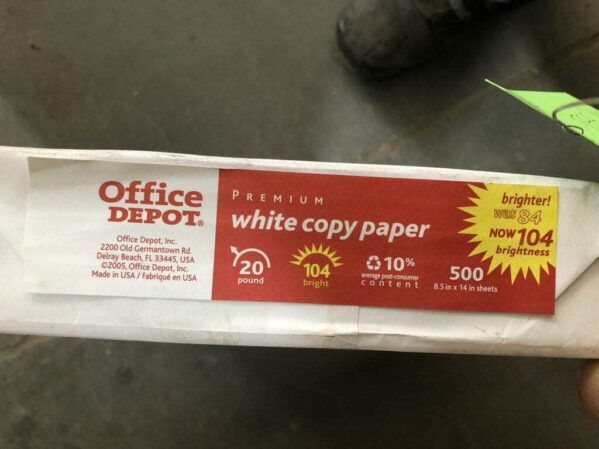 Office
DEPOT®
Office Depot, Inc.
2200 Old Germantown Rd.
Delray Beach, FL 33445, USA
©2005, Office Depot, Inc.
Made in USA / Fabriqué en USA
PREMIUM
white copy paper
20
pound
104
bright
10%
average post-consumer
content
500
8.5 in x 14 in sheets
brighter!
was 84
NOW 104
brightness